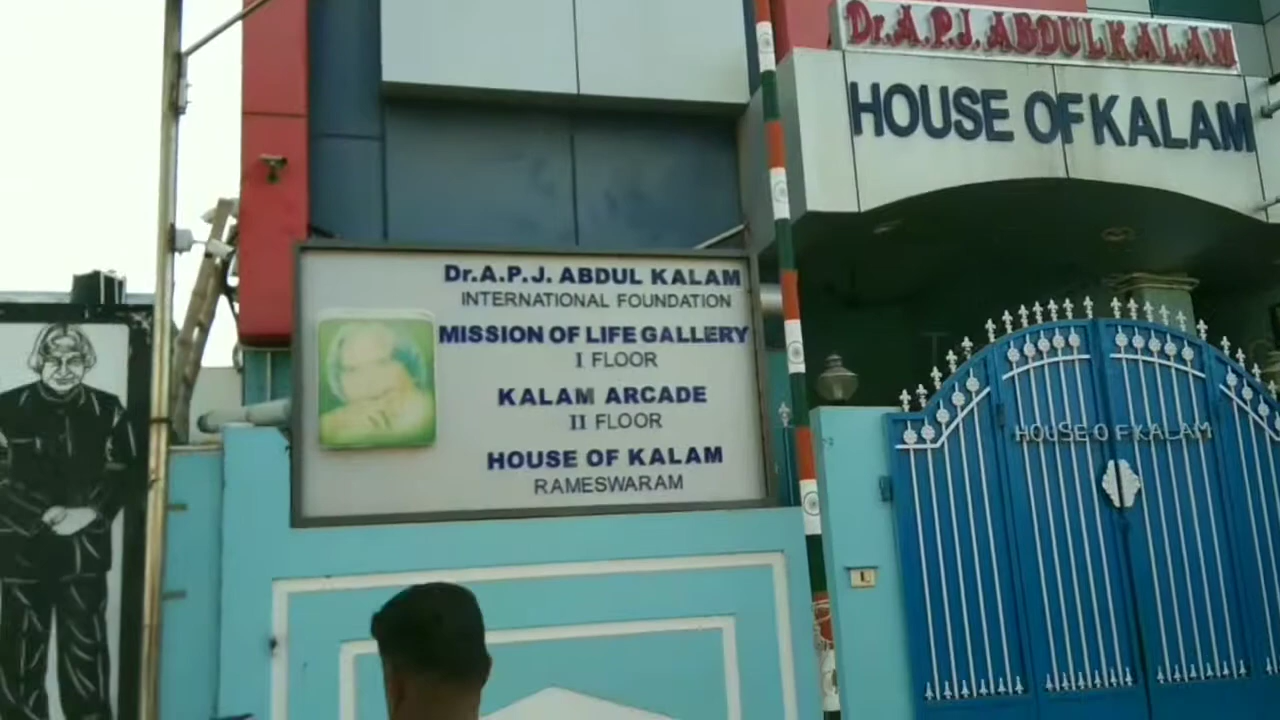 Dr.A.P.J. ABDULKALAM
HOUSE OF KALAM
Dr.A.P.J. ABDUL KALAM
INTERNATIONAL FOUNDATION
MISSION OF LIFE GALLERY
I FLOOR
KALAM ARCADE
II FLOOR
HOUSE OF KALAM
RAMESWARAM
HOUSE OF KALAM